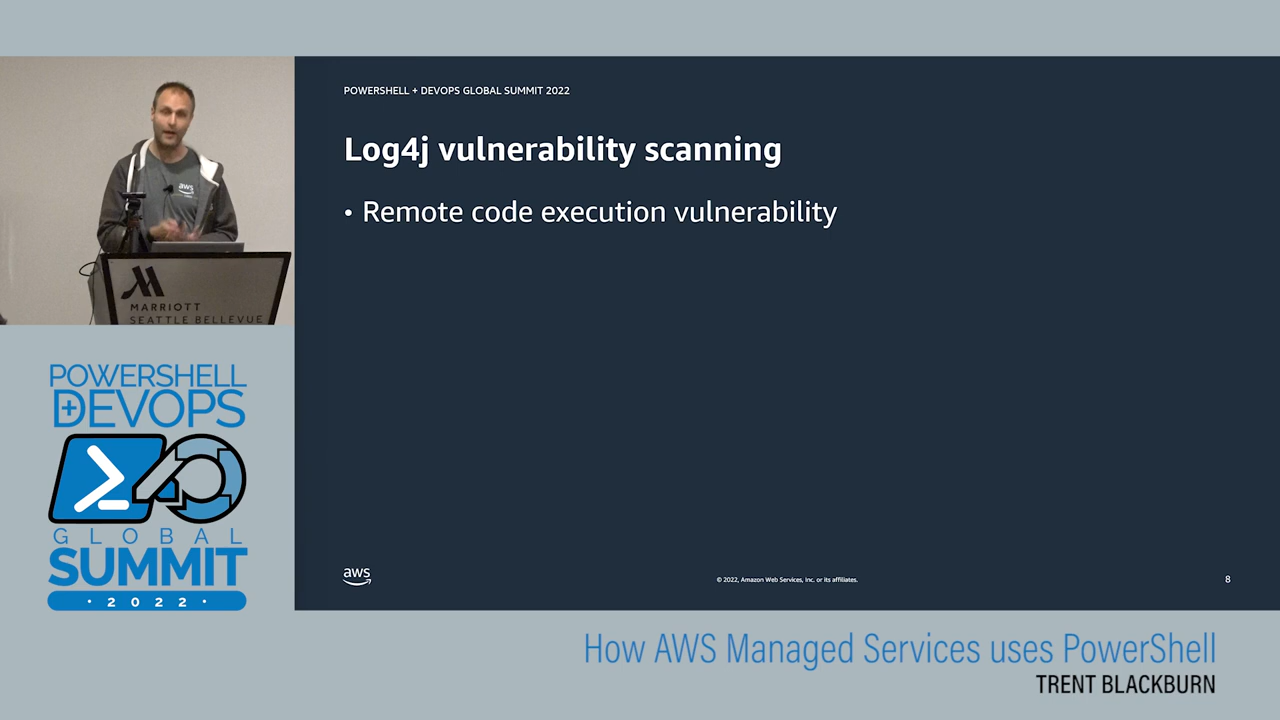 POWERSHELL + DEVOPS GLOBAL SUMMIT 2022
Log4j vulnerability scanning
• Remote code execution vulnerability
aws
MARRIOTT
SEATTLE BELLEVUE
POWERSHELL
+DEVOPS
GLOBAL
SUMMIT
• 2022 •
aws
© 2022, Amazon Web Services, Inc. or its affiliates.
8
How AWS Managed Services uses PowerShell
TRENT BLACKBURN